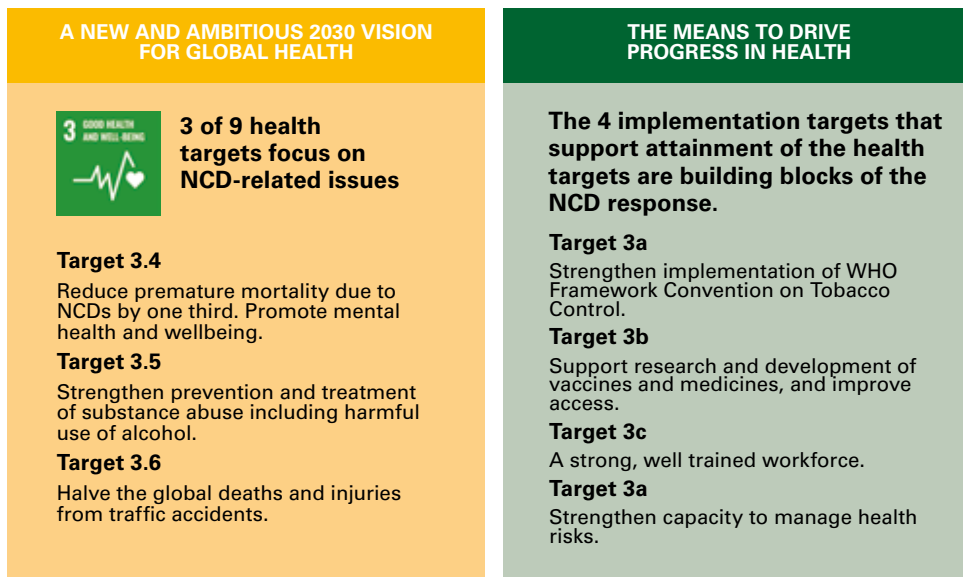 A NEW AND AMBITIOUS 2030 VISION
FOR GLOBAL HEALTH
3 GOOD HEALTH
AND WELL-BEING
3 of 9 health
targets focus on
NCD-related issues
Target 3.4
Reduce premature mortality due to
NCDs by one third. Promote mental
health and wellbeing.
Target 3.5
Strengthen prevention and treatment
of substance abuse including harmful
use of alcohol.
Target 3.6
Halve the global deaths and injuries
from traffic accidents.
THE MEANS TO DRIVE
PROGRESS IN HEALTH
The 4 implementation targets that
support attainment of the health
targets are building blocks of the
NCD response.
Target 3a
Strengthen implementation of WHO
Framework Convention on Tobacco
Control.
Target 3b
Support research and development of
vaccines and medicines, and improve
access.
Target 3c
A strong, well trained workforce.
Target 3a
Strengthen capacity to manage health
risks.